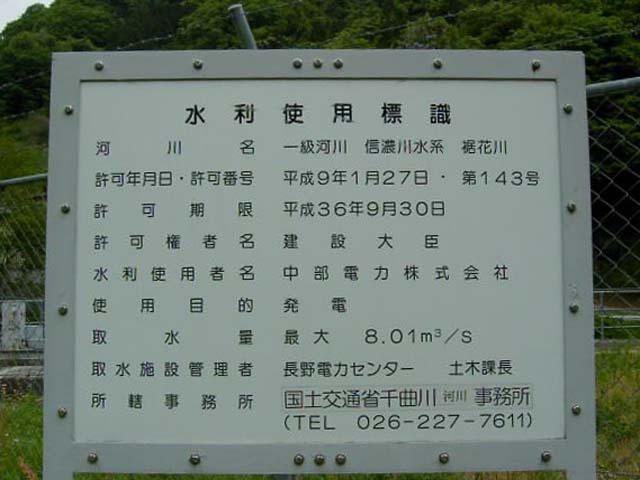 水利使用標識
河川名 一級河川 信濃川水系 裾花川
許可年月日・許可番号 平成9年1月27日・第143号
許可期限 平成36年9月30日
許可権者名 建設大臣
水利使用者名 中部電力株式会社
使用目的 発電
取水量 最大 8.01m³/S
取水施設管理者 長野電力センター 土木課長
所轄事務所 国土交通省千曲川河川事務所
(TEL 026-227-7611)